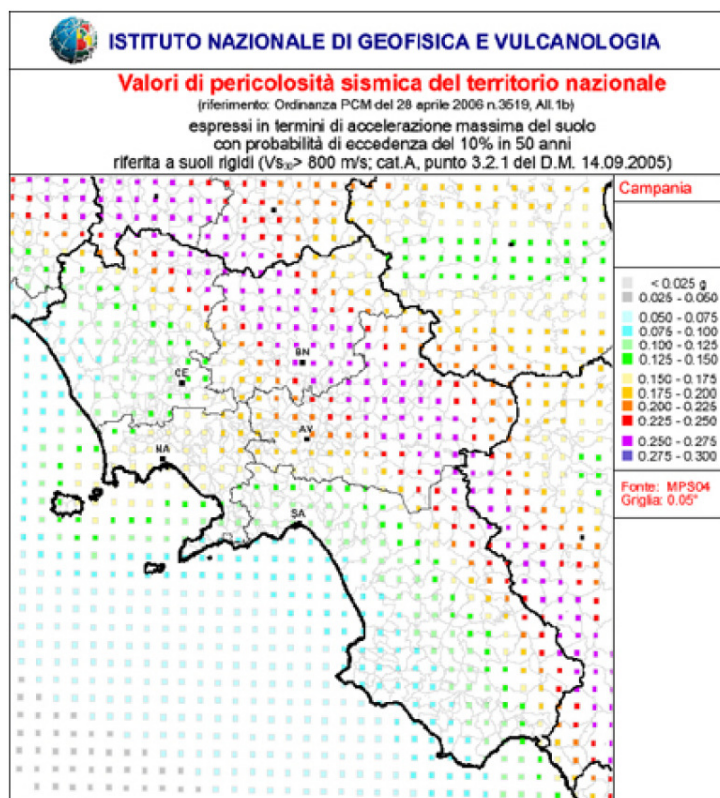 ISTITUTO NAZIONALE DI GEOFISICA E VULCANOLOGIA
Valori di pericolosità sismica del territorio nazionale
(riferimento: Ordinanza PCM del 28 aprile 2006 n.3519, All.1b)
espressi in termini di accelerazione massima del suolo
con probabilità di eccedenza del 10% in 50 anni
riferita a suoli rigidi (Vs₃₀> 800 m/s; cat.A, punto 3.2.1 del D.M. 14.09.2005)
Campania
< 0.025 g
0.025 - 0.050
0.050 - 0.075
0.075 - 0.100
0.100 - 0.125
0.125 - 0.150
0.150 - 0.175
0.175 - 0.200
0.200 - 0.225
0.225 - 0.250
0.250 - 0.275
0.275 - 0.300
Fonte: MPS04
Griglia: 0.05°
BN
CE
AV
NA
SA